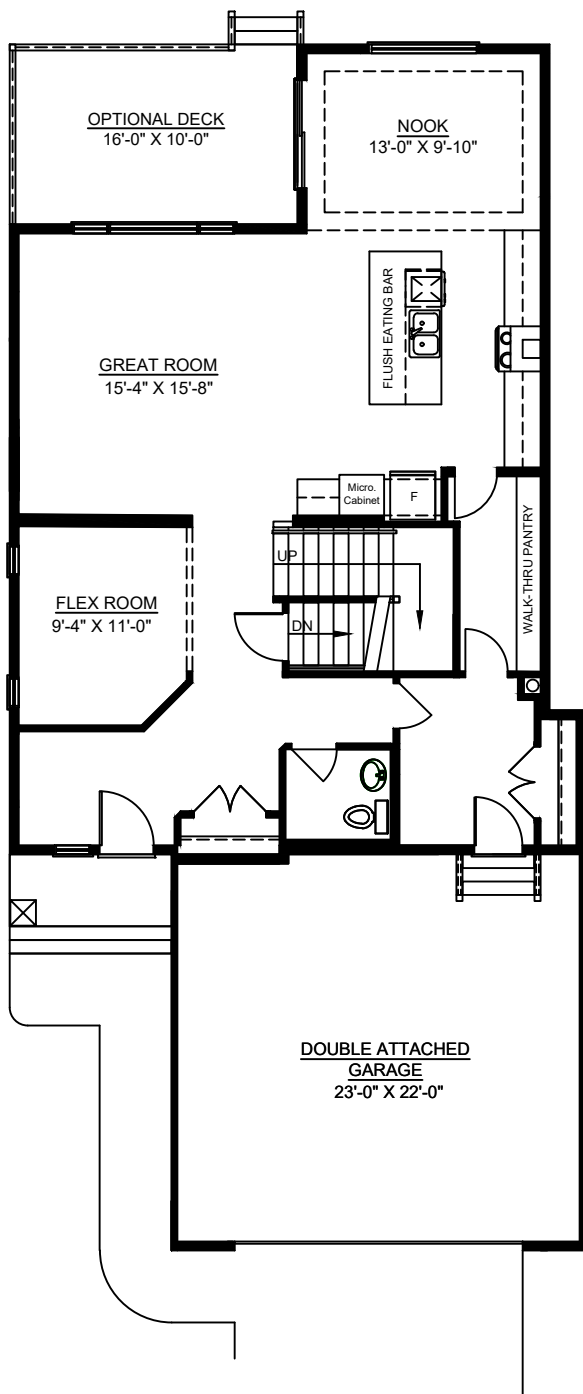 OPTIONAL DECK
16'-0" X 10'-0"
NOOK
13'-0" X 9'-10"
FLUSH EATING BAR
GREAT ROOM
15'-4" X 15'-8"
Micro.
Cabinet
F
WALK-THRU PANTRY
UP
FLEX ROOM
9'-4" X 11'-0"
DN
DOUBLE ATTACHED
GARAGE
23'-0" X 22'-0"